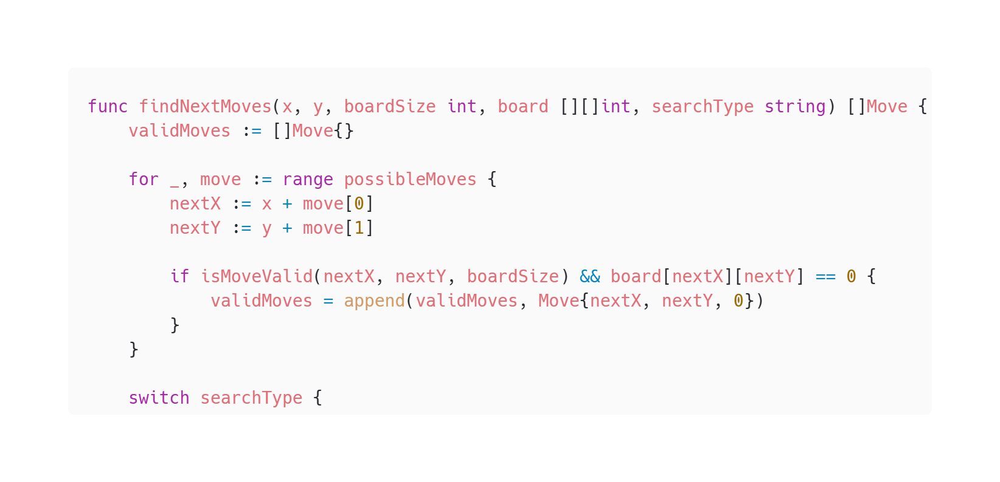 func findNextMoves(x, y, boardSize int, board [][]int, searchType string) []Move {
    validMoves := []Move{}

    for _, move := range possibleMoves {
        nextX := x + move[0]
        nextY := y + move[1]

        if isMoveValid(nextX, nextY, boardSize) && board[nextX][nextY] == 0 {
            validMoves = append(validMoves, Move{nextX, nextY, 0})
        }
    }

    switch searchType {